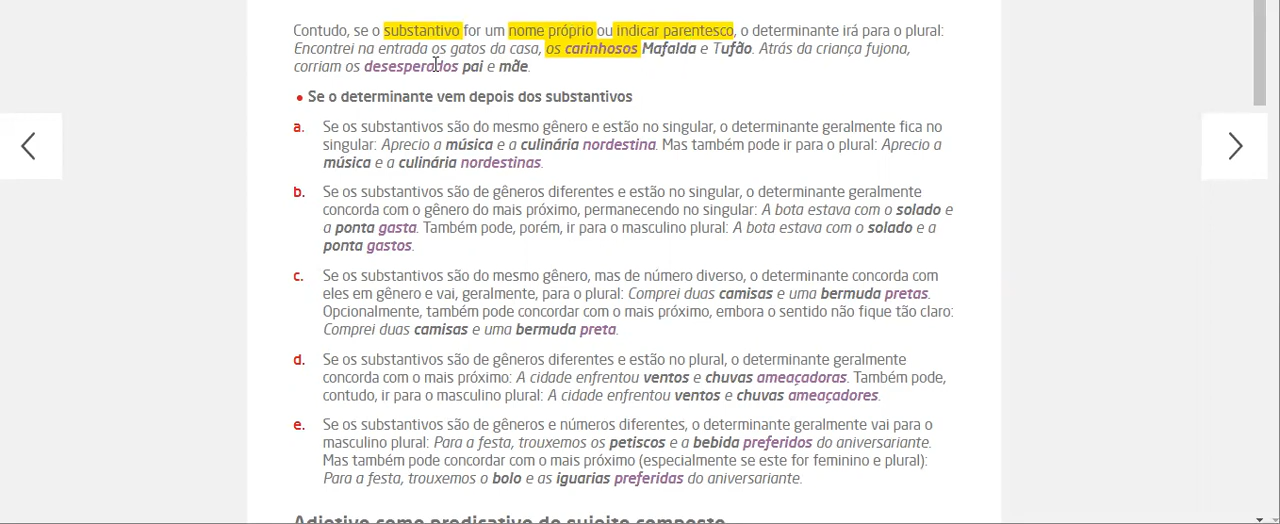 Contudo, se o substantivo for um nome próprio ou indicar parentesco, o determinante irá para o plural:
Encontrei na entrada os gatos da casa, os carinhosos Mafalda e Tufão. Atrás da criança fujona,
corriam os desesperados pai e mãe.
• Se o determinante vem depois dos substantivos
a. Se os substantivos são do mesmo gênero e estão no singular, o determinante geralmente fica no
singular: Aprecio a música e a culinária nordestina. Mas também pode ir para o plural: Aprecio a
música e a culinária nordestinas.
b. Se os substantivos são de gêneros diferentes e estão no singular, o determinante geralmente
concorda com o gênero do mais próximo, permanecendo no singular: A bota estava com o solado e
a ponta gasta. Também pode, porém, ir para o masculino plural: A bota estava com o solado e a
ponta gastos.
c. Se os substantivos são do mesmo gênero, mas de número diverso, o determinante concorda com
eles em gênero e vai, geralmente, para o plural: Comprei duas camisas e uma bermuda pretas.
Opcionalmente, também pode concordar com o mais próximo, embora o sentido não fique tão claro:
Comprei duas camisas e uma bermuda preta.
d. Se os substantivos são de gêneros diferentes e estão no plural, o determinante geralmente
concorda com o mais próximo: A cidade enfrentou ventos e chuvas ameaçadoras. Também pode,
contudo, ir para o masculino plural: A cidade enfrentou ventos e chuvas ameaçadores.
e. Se os substantivos são de gêneros e números diferentes, o determinante geralmente vai para o
masculino plural: Para a festa, trouxemos os petiscos e a bebida preferidos do aniversariante.
Mas também pode concordar com o mais próximo (especialmente se este for feminino e plural):
Para a festa, trouxemos o bolo e as iguarias preferidas do aniversariante.
Adjetivo como predicativo de sujeito composto